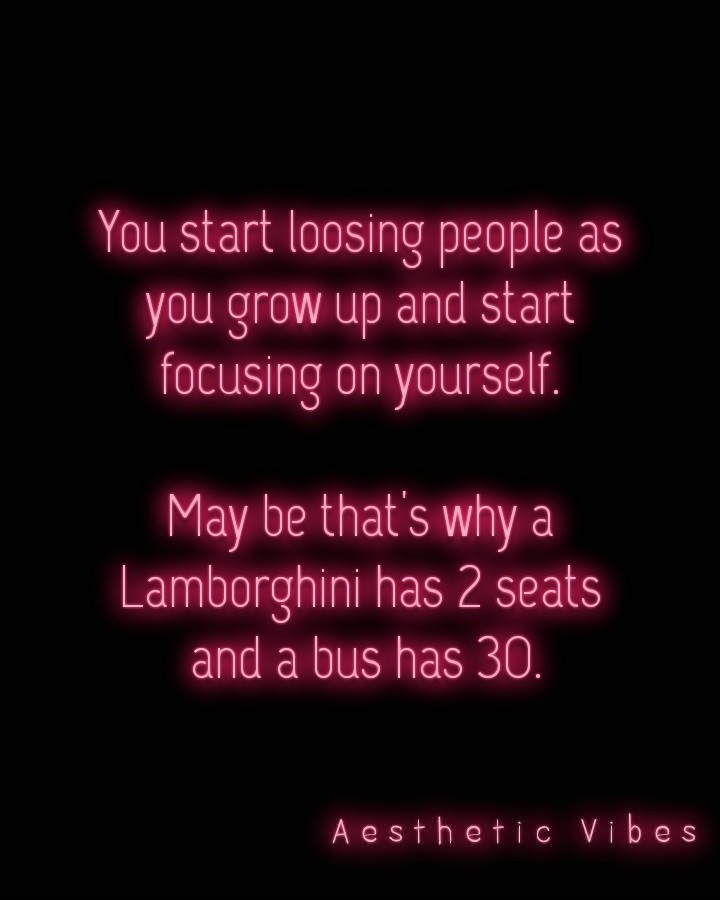 You start loosing people as
you grow up and start
focusing on yourself.
May be that's why a
Lamborghini has 2 seats
and a bus has 30.
Aesthetic Vibes